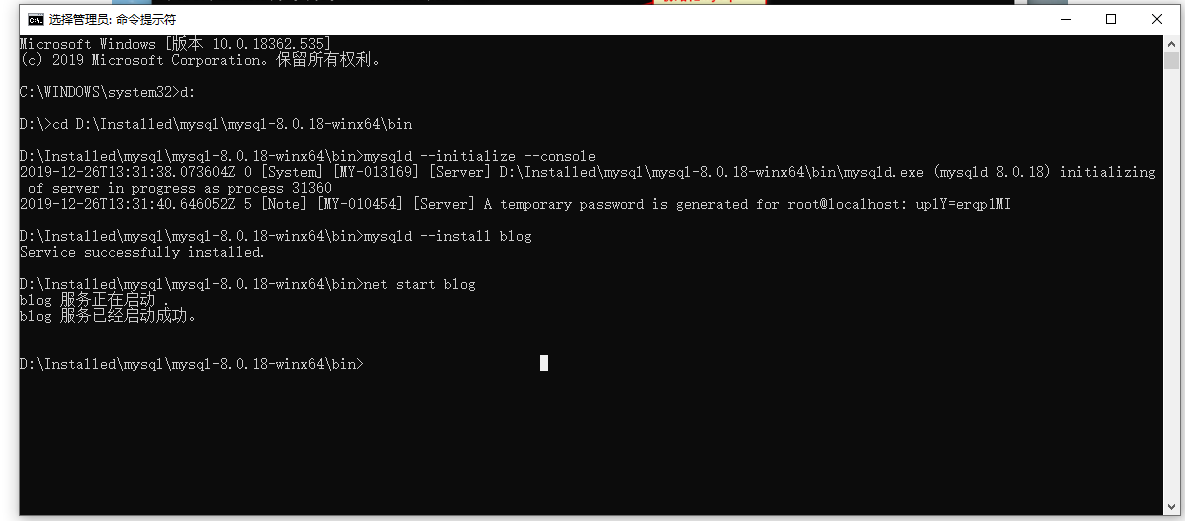 选择管理员: 命令提示符
Microsoft Windows [版本 10.0.18362.535]
(c) 2019 Microsoft Corporation。保留所有权利。
C:\WINDOWS\system32>d:
D:\>cd D:\Installed\mysql\mysql-8.0.18-winx64\bin
D:\Installed\mysql\mysql-8.0.18-winx64\bin>mysqld --initialize --console
2019-12-26T13:31:38.073604Z 0 [System] [MY-013169] [Server] D:\Installed\mysql\mysql-8.0.18-winx64\bin\mysqld.exe (mysqld 8.0.18) initializing
of server in progress as process 31360
2019-12-26T13:31:40.646052Z 5 [Note] [MY-010454] [Server] A temporary password is generated for root@localhost: uplY=erqp1MI
D:\Installed\mysql\mysql-8.0.18-winx64\bin>mysqld --install blog
Service successfully installed.
D:\Installed\mysql\mysql-8.0.18-winx64\bin>net start blog
blog 服务正在启动 .
blog 服务已经启动成功。
D:\Installed\mysql\mysql-8.0.18-winx64\bin>